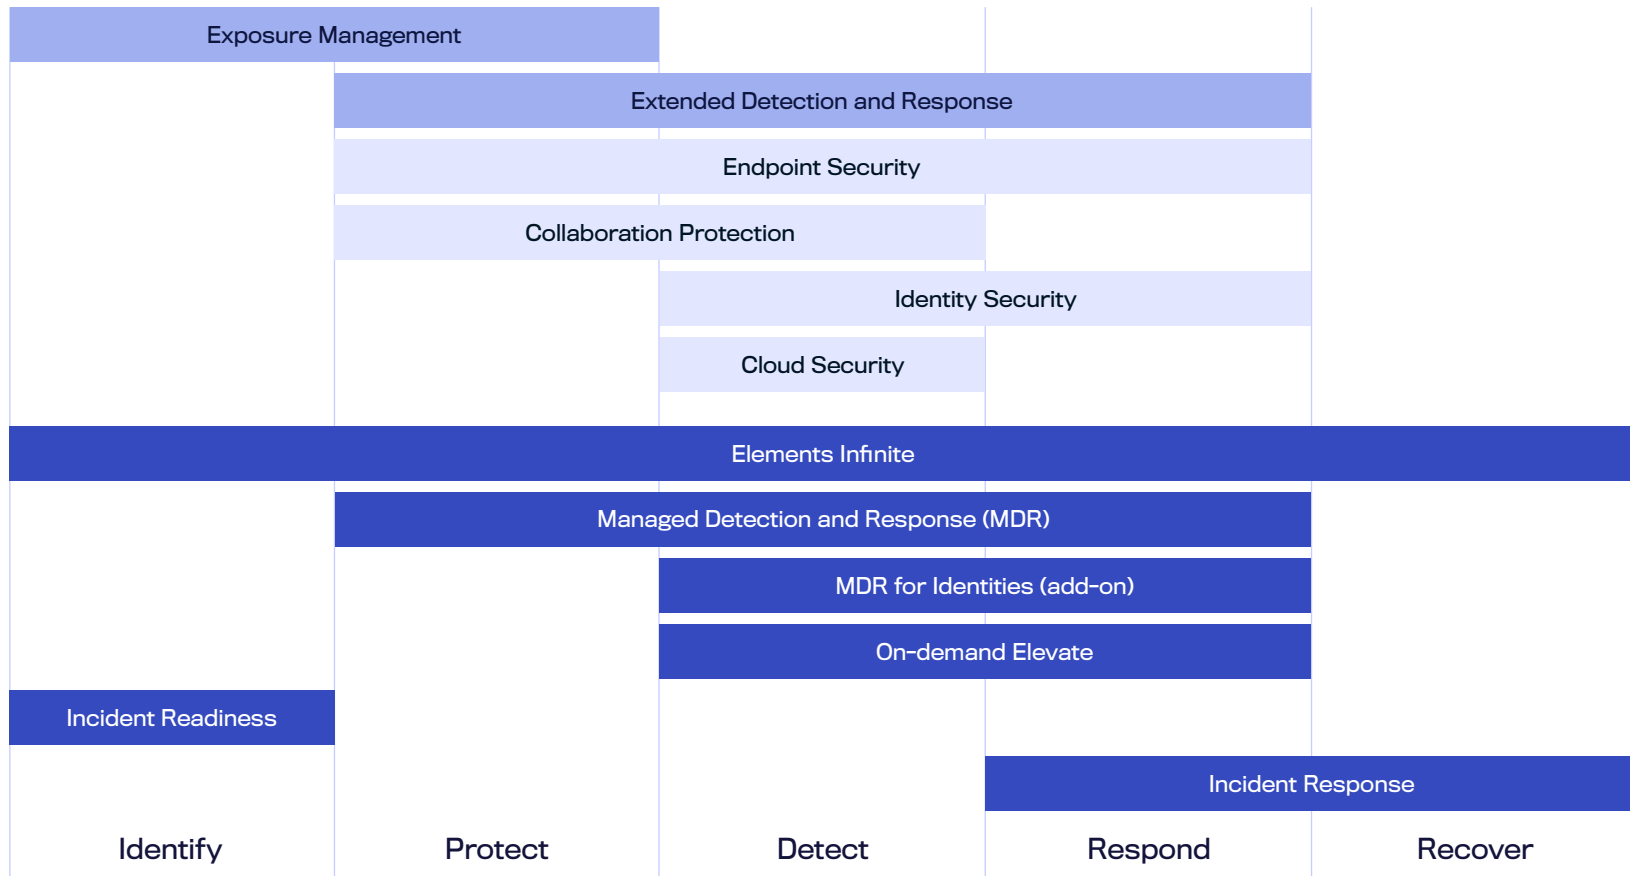 Exposure Management
Extended Detection and Response
Endpoint Security
Collaboration Protection
Identity Security
Cloud Security
Elements Infinite
Managed Detection and Response (MDR)
MDR for Identities (add-on)
On-demand Elevate
Incident Readiness
Incident Response
Identify
Protect
Detect
Respond
Recover